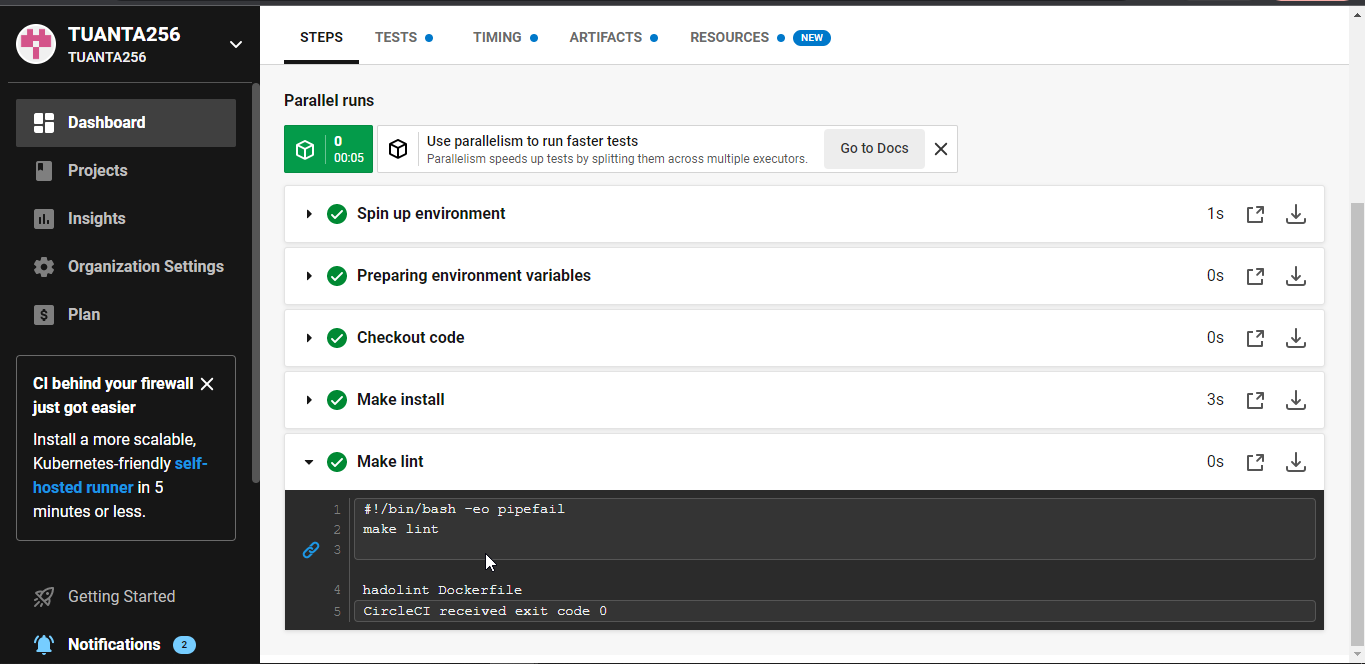 TUANTA256
TUANTA256
Dashboard
Projects
Insights
Organization Settings
$ Plan
CI behind your firewall
just got easier
Install a more scalable,
Kubernetes-friendly self-
hosted runner in 5
minutes or less.
Getting Started
Notifications 2
STEPS TESTS TIMING ARTIFACTS RESOURCES NEW
Parallel runs
0
00:05
Use parallelism to run faster tests
Parallelism speeds up tests by splitting them across multiple executors.
Go to Docs
Spin up environment 1s
Preparing environment variables 0s
Checkout code 0s
Make install 3s
Make lint 0s
1 #!/bin/bash -eo pipefail
2 make lint
3
4 hadolint Dockerfile
5 CircleCI received exit code 0